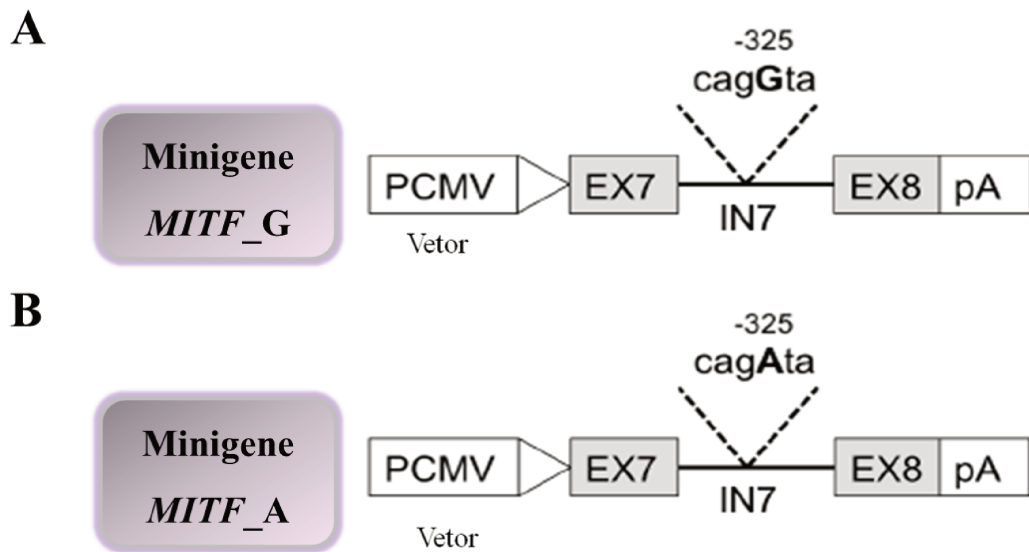 A
-325
cagGta
Minigene
MITF_G
PCMV
EX7
EX8
pA
IN7
Vetor
B
-325
cagAta
Minigene
MITF_A
PCMV
EX7
EX8
pA
IN7
Vetor